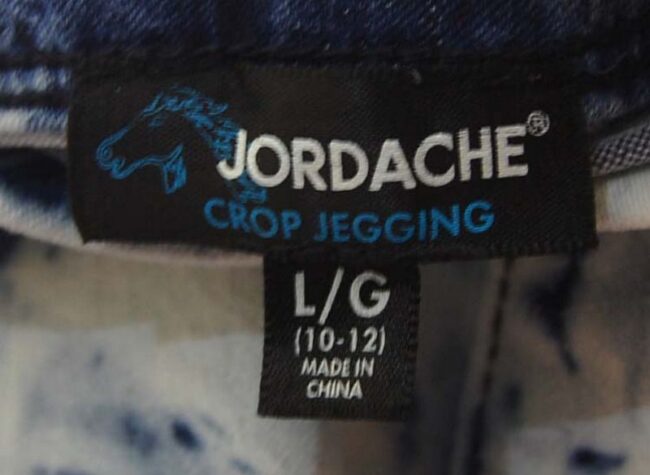 JORDACHE®
CROP JEGGING
L/G
(10-12)
MADE IN
CHINA